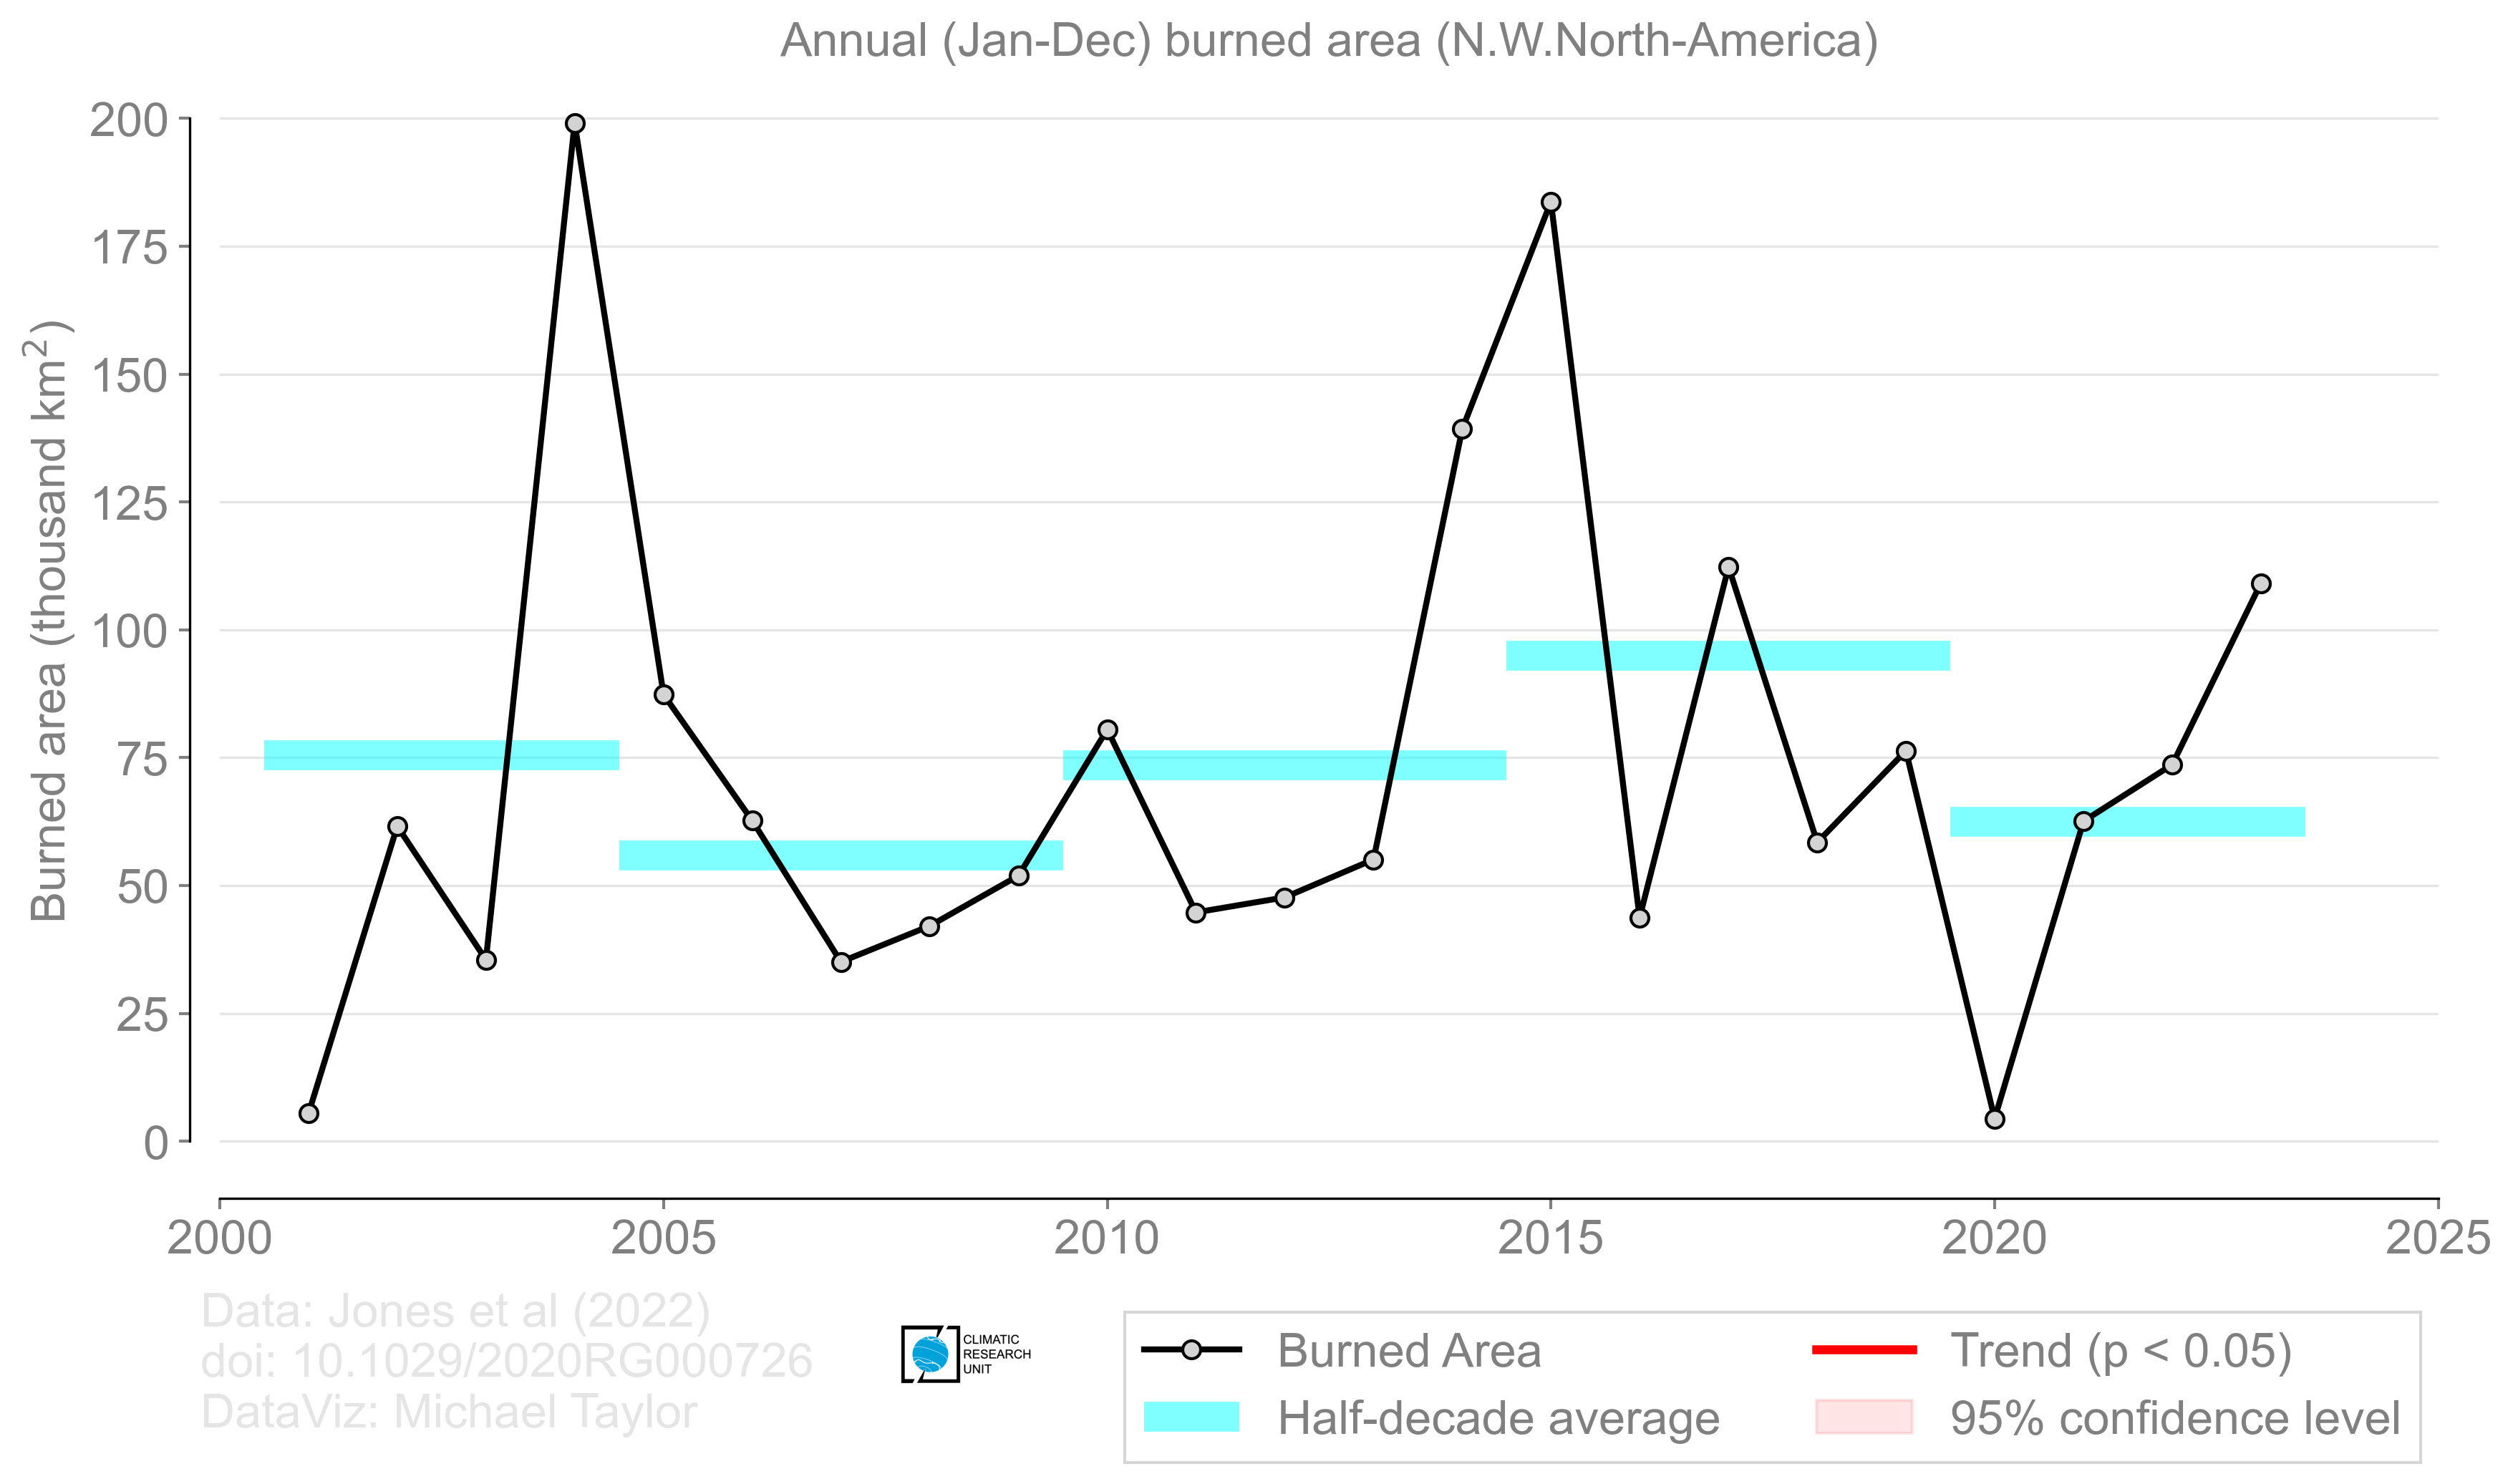 Annual (Jan-Dec) burned area (N.W.North-America)
Burned area (thousand km²)
200
175
150
125
100
75
50
25
0
2000 2005 2010 2015 2020 2025
Data: Jones et al (2022)
doi: 10.1029/2020RG000726
DataViz: Michael Taylor
CLIMATIC
RESEARCH
UNIT
Burned Area
Half-decade average
Trend (p < 0.05)
95% confidence level